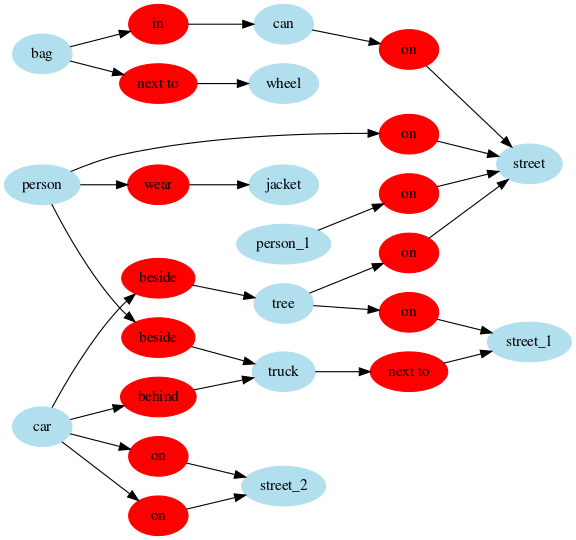 bag
in
can
on
next to
wheel
on
street
person
wear
jacket
on
person_1
on
beside
tree
on
street_1
beside
truck
next to
behind
car
on
street_2
on